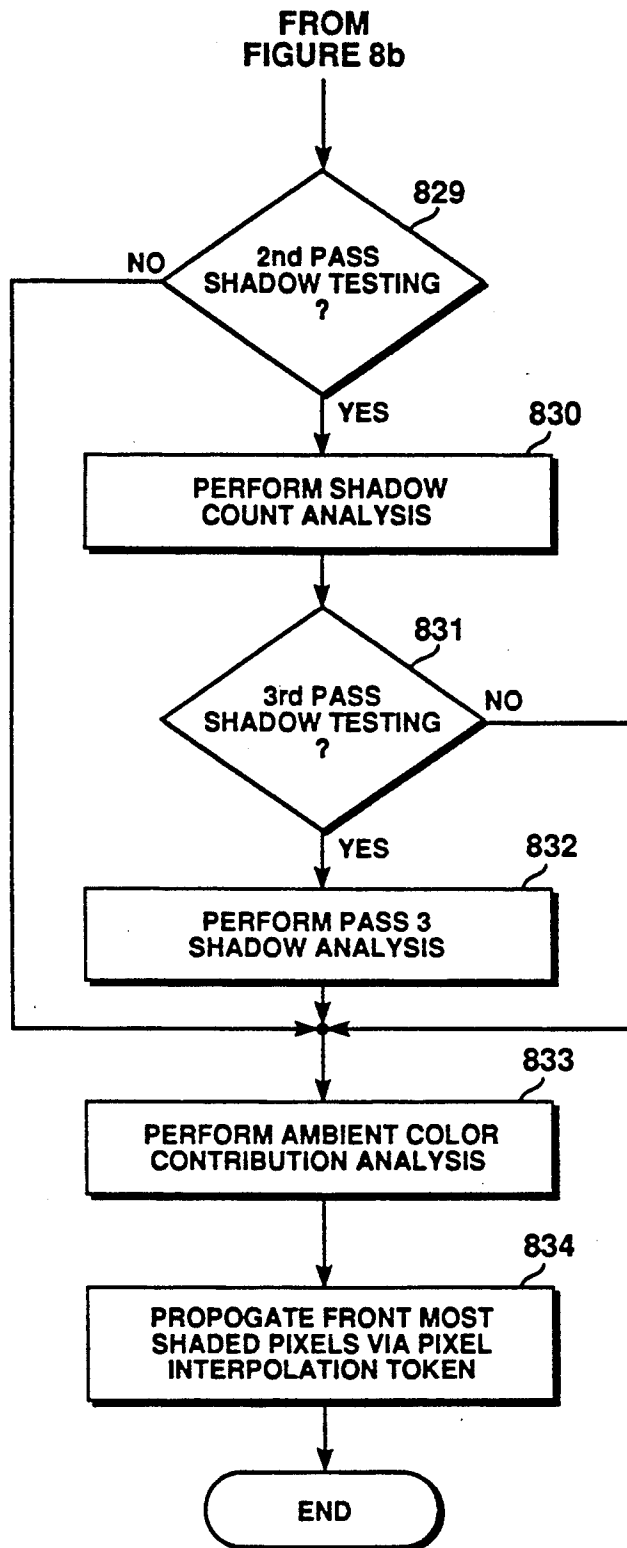 FROM
FIGURE 8b
829
2nd PASS
SHADOW TESTING
?
NO
YES
830
PERFORM SHADOW
COUNT ANALYSIS
831
3rd PASS
SHADOW TESTING
?
NO
YES
832
PERFORM PASS 3
SHADOW ANALYSIS
833
PERFORM AMBIENT COLOR
CONTRIBUTION ANALYSIS
834
PROPOGATE FRONT MOST
SHADED PIXELS VIA PIXEL
INTERPOLATION TOKEN
END